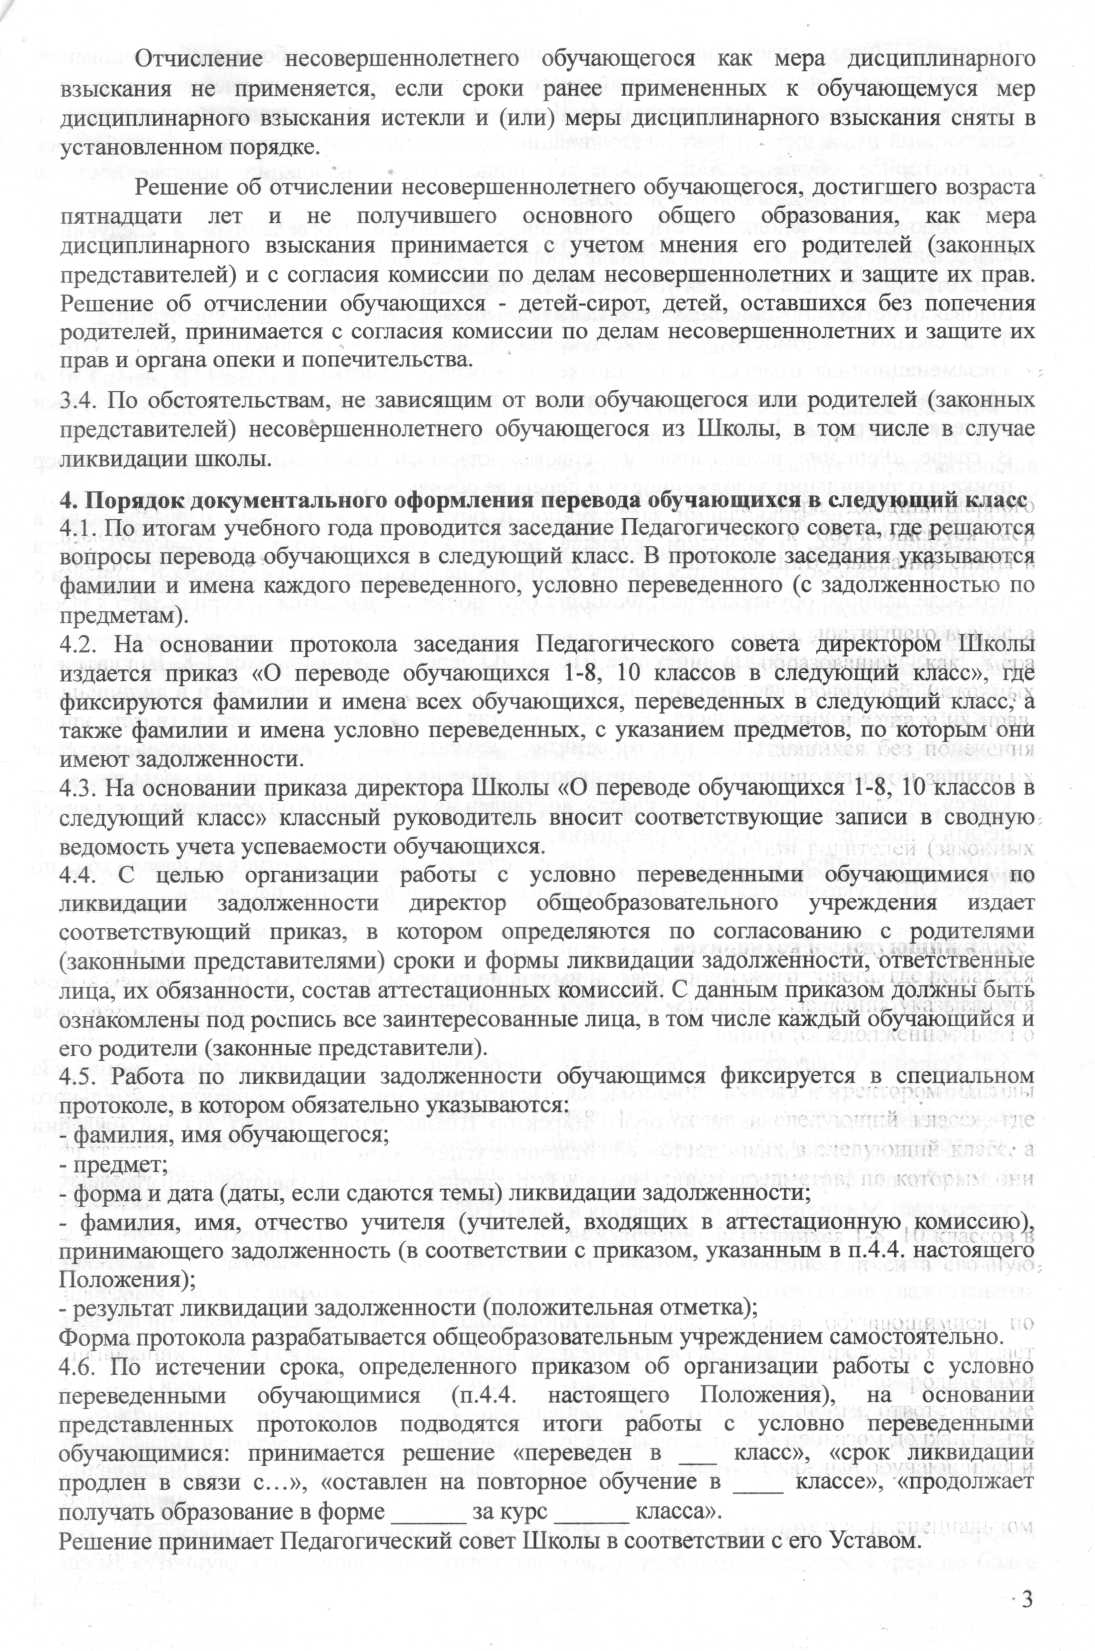 Отчисление несовершеннолетнего обучающегося как мера дисциплинарного
взыскания не применяется, если сроки ранее примененных к обучающемуся мер
дисциплинарного взыскания истекли и (или) меры дисциплинарного взыскания сняты в
установленном порядке.
Решение об отчислении несовершеннолетнего обучающегося, достигшего возраста
пятнадцати лет и не получившего основного общего образования, как мера
дисциплинарного взыскания принимается с учетом мнения его родителей (законных
представителей) и с согласия комиссии по делам несовершеннолетних и защите их прав.
Решение об отчислении обучающихся - детей-сирот, детей, оставшихся без попечения
родителей, принимается с согласия комиссии по делам несовершеннолетних и защите их
прав и органа опеки и попечительства.
3.4. По обстоятельствам, не зависящим от воли обучающегося или родителей (законных
представителей) несовершеннолетнего обучающегося из Школы, в том числе в случае
ликвидации школы.
4. Порядок документального оформления перевода обучающихся в следующий класс
4.1. По итогам учебного года проводится заседание Педагогического совета, где решаются
вопросы перевода обучающихся в следующий класс. В протоколе заседания указываются
фамилии и имена каждого переведенного, условно переведенного (с задолженностью по
предметам).
4.2. На основании протокола заседания Педагогического совета директором Школы
издается приказ «О переводе обучающихся 1-8, 10 классов в следующий класс», где
фиксируются фамилии и имена всех обучающихся, переведенных в следующий класс, а
также фамилии и имена условно переведенных, с указанием предметов, по которым они
имеют задолженности.
4.3. На основании приказа директора Школы «О переводе обучающихся 1-8, 10 классов в
следующий класс» классный руководитель вносит соответствующие записи в сводную
ведомость учета успеваемости обучающихся.
4.4. С целью организации работы с условно переведенными обучающимися по
ликвидации задолженности директор общеобразовательного учреждения издает
соответствующий приказ, в котором определяются по согласованию с родителями
(законными представителями) сроки и формы ликвидации задолженности, ответственные
лица, их обязанности, состав аттестационных комиссий. С данным приказом должны быть
ознакомлены под роспись все заинтересованные лица, в том числе каждый обучающийся и
его родители (законные представители).
4.5. Работа по ликвидации задолженности обучающимся фиксируется в специальном
протоколе, в котором обязательно указываются:
- фамилия, имя обучающегося;
- предмет;
- форма и дата (даты, если сдаются темы) ликвидации задолженности;
- фамилия, имя, отчество учителя (учителей, входящих в аттестационную комиссию),
принимающего задолженность (в соответствии с приказом, указанным в п.4.4. настоящего
Положения);
- результат ликвидации задолженности (положительная отметка);
Форма протокола разрабатывается общеобразовательным учреждением самостоятельно.
4.6. По истечении срока, определенного приказом об организации работы с условно
переведенными обучающимися (п.4.4. настоящего Положения), на основании
представленных протоколов подводятся итоги работы с условно переведенными
обучающимися: принимается решение «переведен в ___ класс», «срок ликвидации
продлен в связи с...», «оставлен на повторное обучение в ____ классе», «продолжает
получать образование в форме ______ за курс ______ класса».
Решение принимает Педагогический совет Школы в соответствии с его Уставом.
3